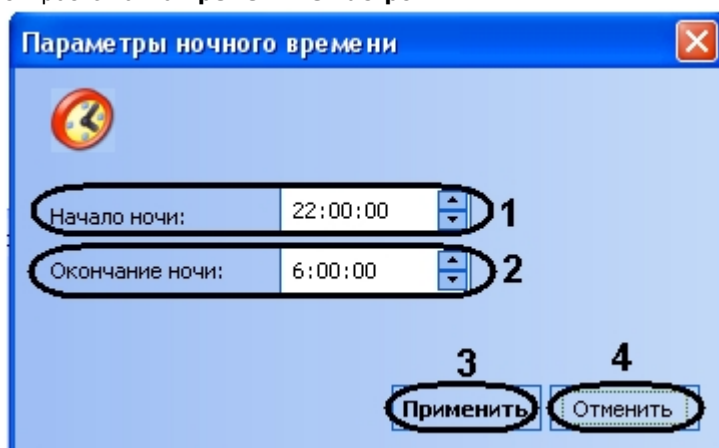 Параметры ночного времени
Начало ночи: 22:00:00 1
Окончание ночи: 6:00:00 2
3 4
Применить Отменить